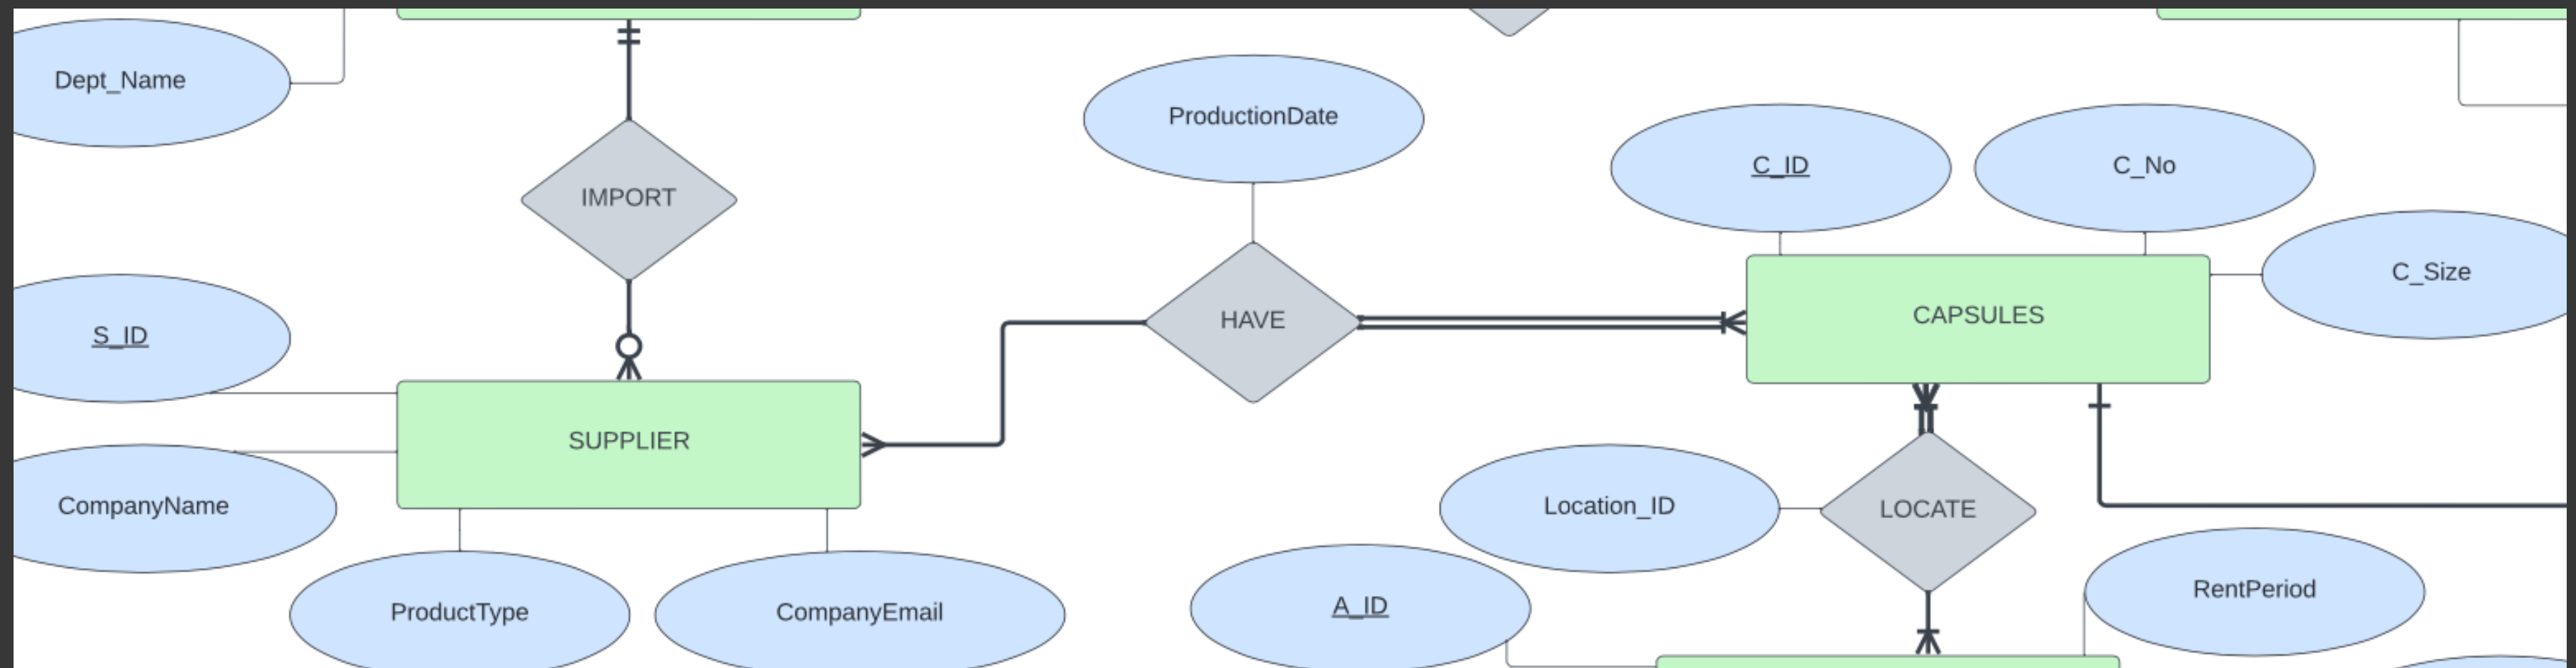 Dept_Name
ProductionDate
C_ID
C_No
IMPORT
C_Size
HAVE
CAPSULES
S_ID
SUPPLIER
CompanyName
Location_ID
LOCATE
RentPeriod
ProductType
CompanyEmail
A_ID